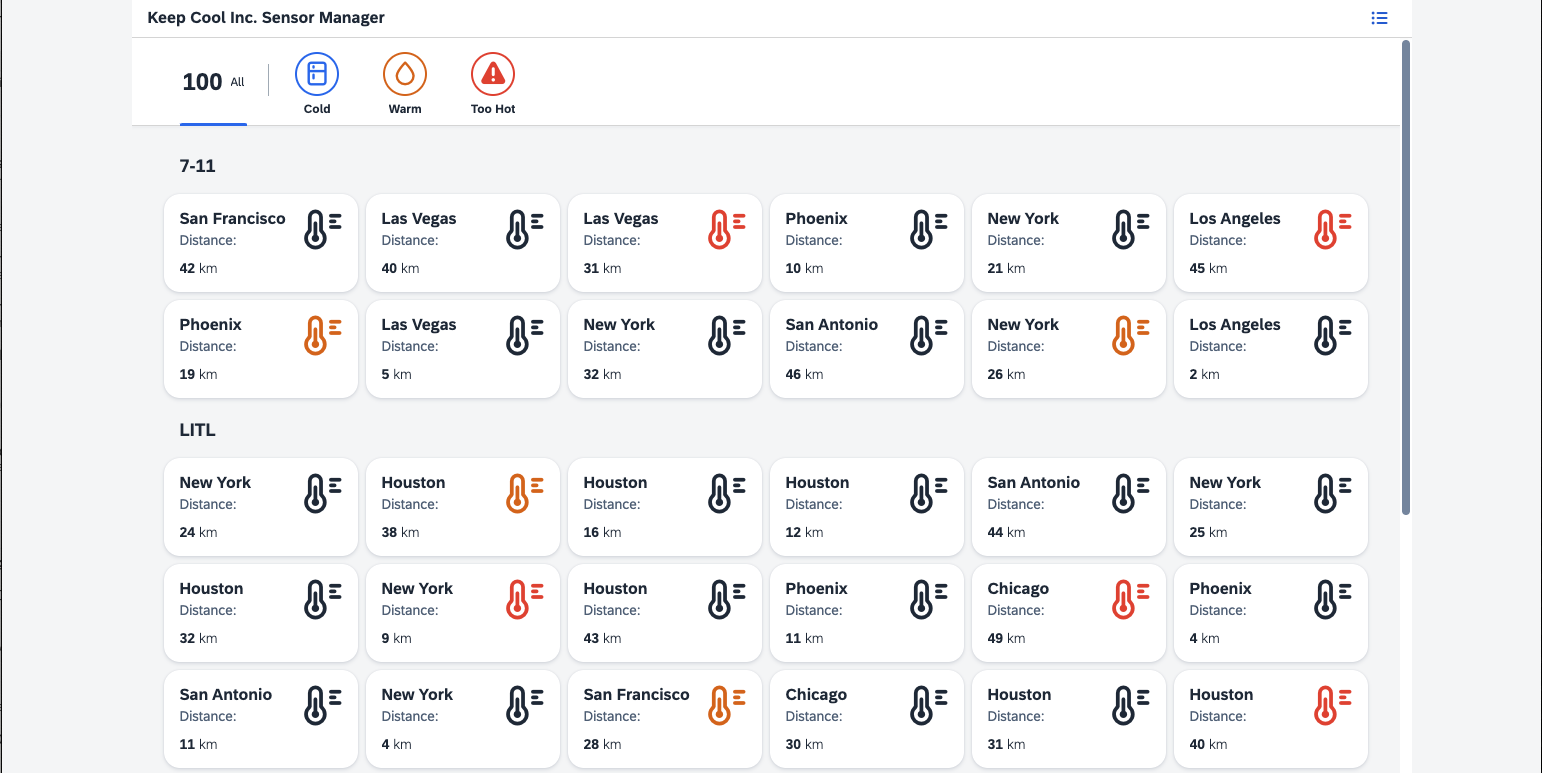 Keep Cool Inc. Sensor Manager
100 All
Cold Warm Too Hot
7-11
San Francisco Las Vegas Las Vegas Phoenix New York Los Angeles
Distance: Distance: Distance: Distance: Distance: Distance:
42 km 40 km 31 km 10 km 21 km 45 km
Phoenix Las Vegas New York San Antonio New York Los Angeles
Distance: Distance: Distance: Distance: Distance: Distance:
19 km 5 km 32 km 46 km 26 km 2 km
LITL
New York Houston Houston Houston San Antonio New York
Distance: Distance: Distance: Distance: Distance: Distance:
24 km 38 km 16 km 12 km 44 km 25 km
Houston New York Houston Phoenix Chicago Phoenix
Distance: Distance: Distance: Distance: Distance: Distance:
32 km 9 km 43 km 11 km 49 km 4 km
San Antonio New York San Francisco Chicago Houston Houston
Distance: Distance: Distance: Distance: Distance: Distance:
11 km 4 km 28 km 30 km 31 km 40 km